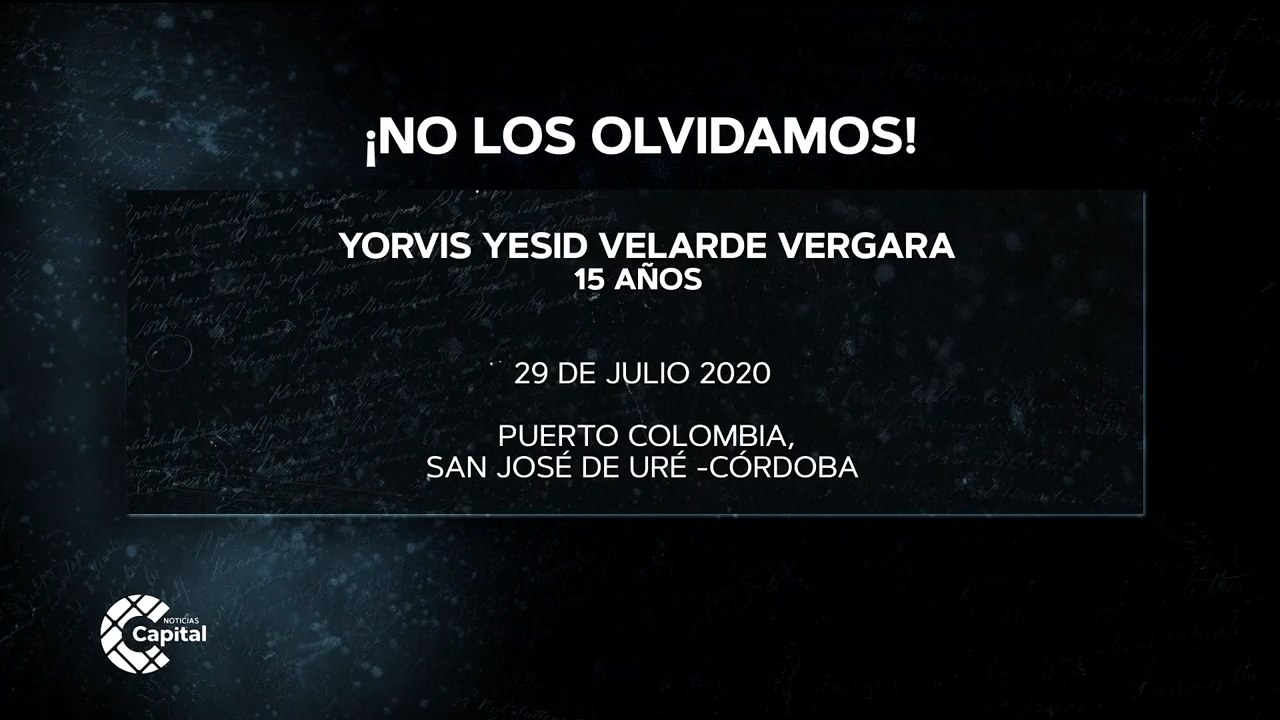 ¡NO LOS OLVIDAMOS!
YORVIS YESID VELARDE VERGARA
15 AÑOS
29 DE JULIO 2020
PUERTO COLOMBIA,
SAN JOSÉ DE URÉ -CÓRDOBA
NOTICIAS
Capital